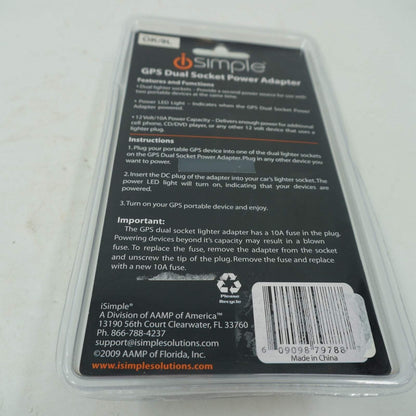 iSimple®
GPS Dual Socket Power Adapter
Features and Functions
• Dual lighter sockets - Provide a second power source for use with
two portable devices at the same time.
• Power LED Light - Indicates when the GPS Dual Socket Power
Adapter powered.
• 12 Volt/10A Power Capacity - Delivers enough power for additional
cell phone, CD/DVD player, or any other 12 volt device that uses a
lighter plug.
Instructions
1.Plug your portable GPS device into one of the dual lighter sockets
on the GPS Dual Socket Power Adapter.Plug in any other device you
want to power.
2. Insert the DC plug of the adapter into your car's lighter socket.The
power LED light will turn on, indicating that your devices are
powered.
3.Turn on your GPS portable device and enjoy.
Important:
The GPS dual socket lighter adapter has a 10A fuse in the plug.
Powering devices beyond it's capacity may result in a blown
fuse. To replace the fuse, remove the adapter from the socket
and unscrew the tip of the plug. Remove the fuse and replace
with a new 10A fuse.
Please
Recycle
iSimple®
A Division of AAMP of America™
13190 56th Court Clearwater, FL 33760
Ph. 866-788-4237
support@isimplesolutions.com
©2009 AAMP of Florida, Inc.
www.isimplesolutions.com
6 09098 79788
Made in China